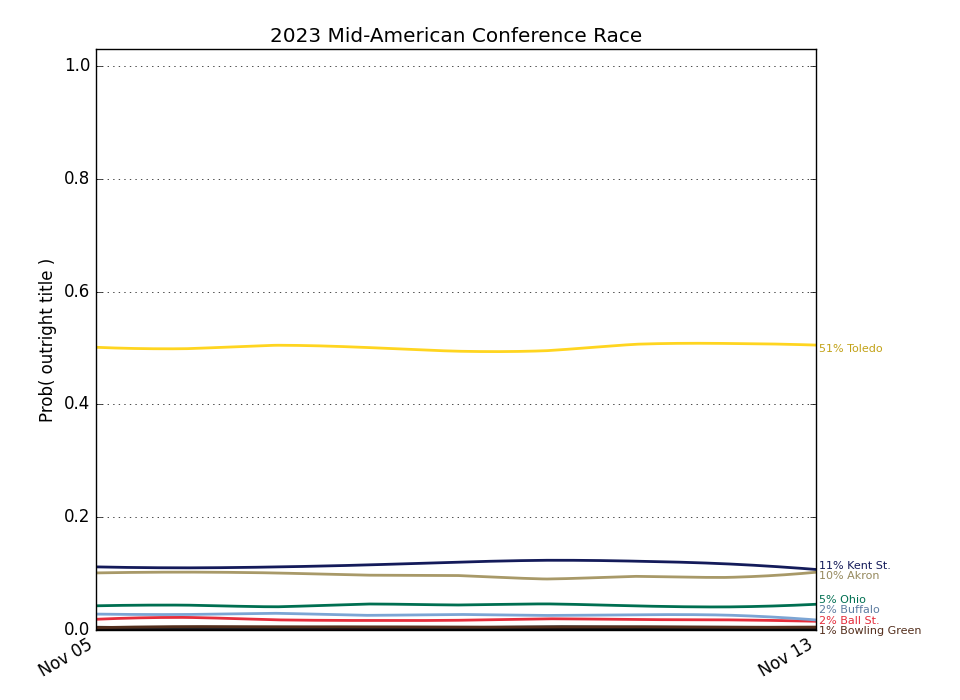 2023 Mid-American Conference Race
Prob( outright title )
1.0
0.8
0.6
0.4
0.2
0.0
51% Toledo
11% Kent St.
10% Akron
5% Ohio
2% Buffalo
2% Ball St.
1% Bowling Green
Nov 05
Nov 13